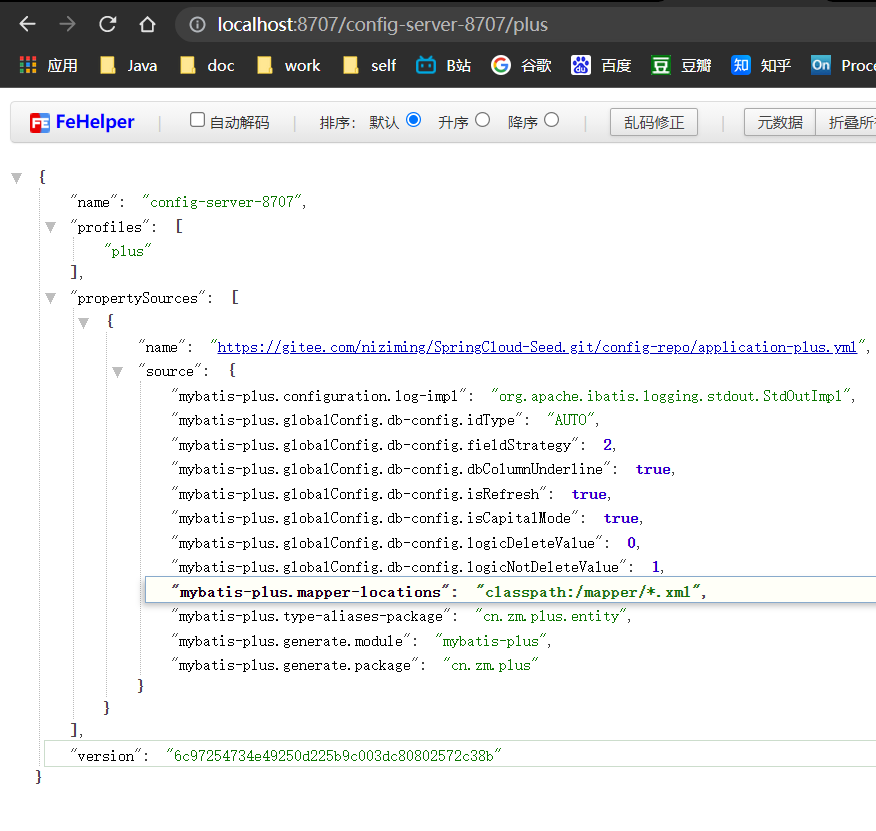 localhost:8707/config-server-8707/plus
应用 Java doc work self B站 谷歌 百度 豆瓣 知 知乎 On Proce
FE FeHelper 自动解码 排序: 默认 升序 降序 乱码修正 元数据 折叠所
{
"name": "config-server-8707",
"profiles": [
"plus"
],
"propertySources": [
{
"name": "https://gitee.com/niziming/SpringCloud-Seed.git/config-repo/application-plus.yml",
"source": {
"mybatis-plus.configuration.log-impl": "org.apache.ibatis.logging.stdout.StdOutImpl",
"mybatis-plus.globalConfig.db-config.idType": "AUTO",
"mybatis-plus.globalConfig.db-config.fieldStrategy": 2,
"mybatis-plus.globalConfig.db-config.dbColumnUnderline": true,
"mybatis-plus.globalConfig.db-config.isRefresh": true,
"mybatis-plus.globalConfig.db-config.isCapitalMode": true,
"mybatis-plus.globalConfig.db-config.logicDeleteValue": 0,
"mybatis-plus.globalConfig.db-config.logicNotDeleteValue": 1,
"mybatis-plus.mapper-locations": "classpath:/mapper/*.xml",
"mybatis-plus.type-aliases-package": "cn.zm.plus.entity",
"mybatis-plus.generate.module": "mybatis-plus",
"mybatis-plus.generate.package": "cn.zm.plus"
}
}
],
"version": "6c97254734e49250d225b9c003dc80802572c38b"
}